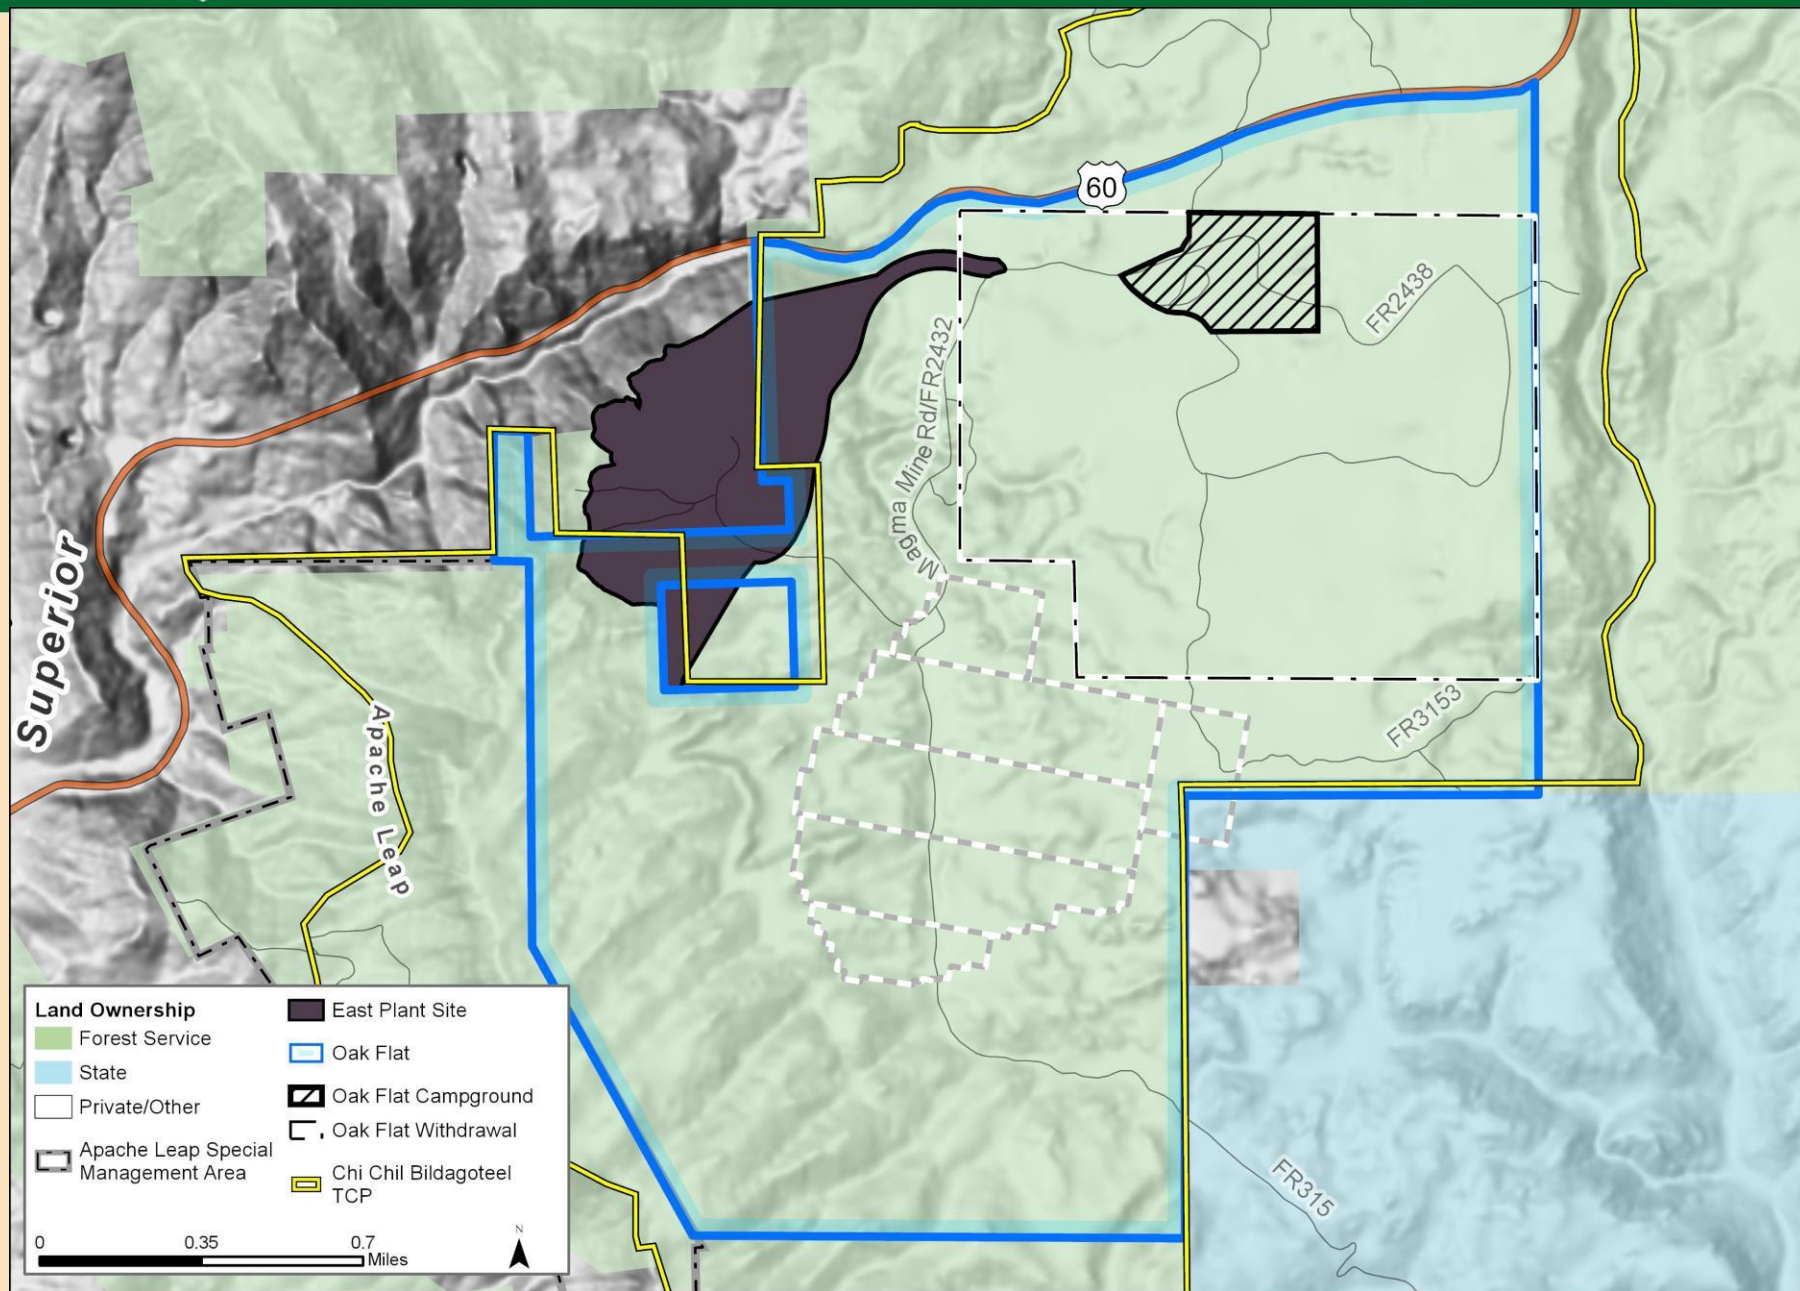 60
FR2438
Magma Mine Rd/FR2432
Superior
Apache Leap
FR3153
FR315
Land Ownership
Forest Service
State
Private/Other
Apache Leap Special
Management Area
East Plant Site
Oak Flat
Oak Flat Campground
Oak Flat Withdrawal
Chi Chil Bildagoteel
TCP
0 0.35 0.7
Miles
N